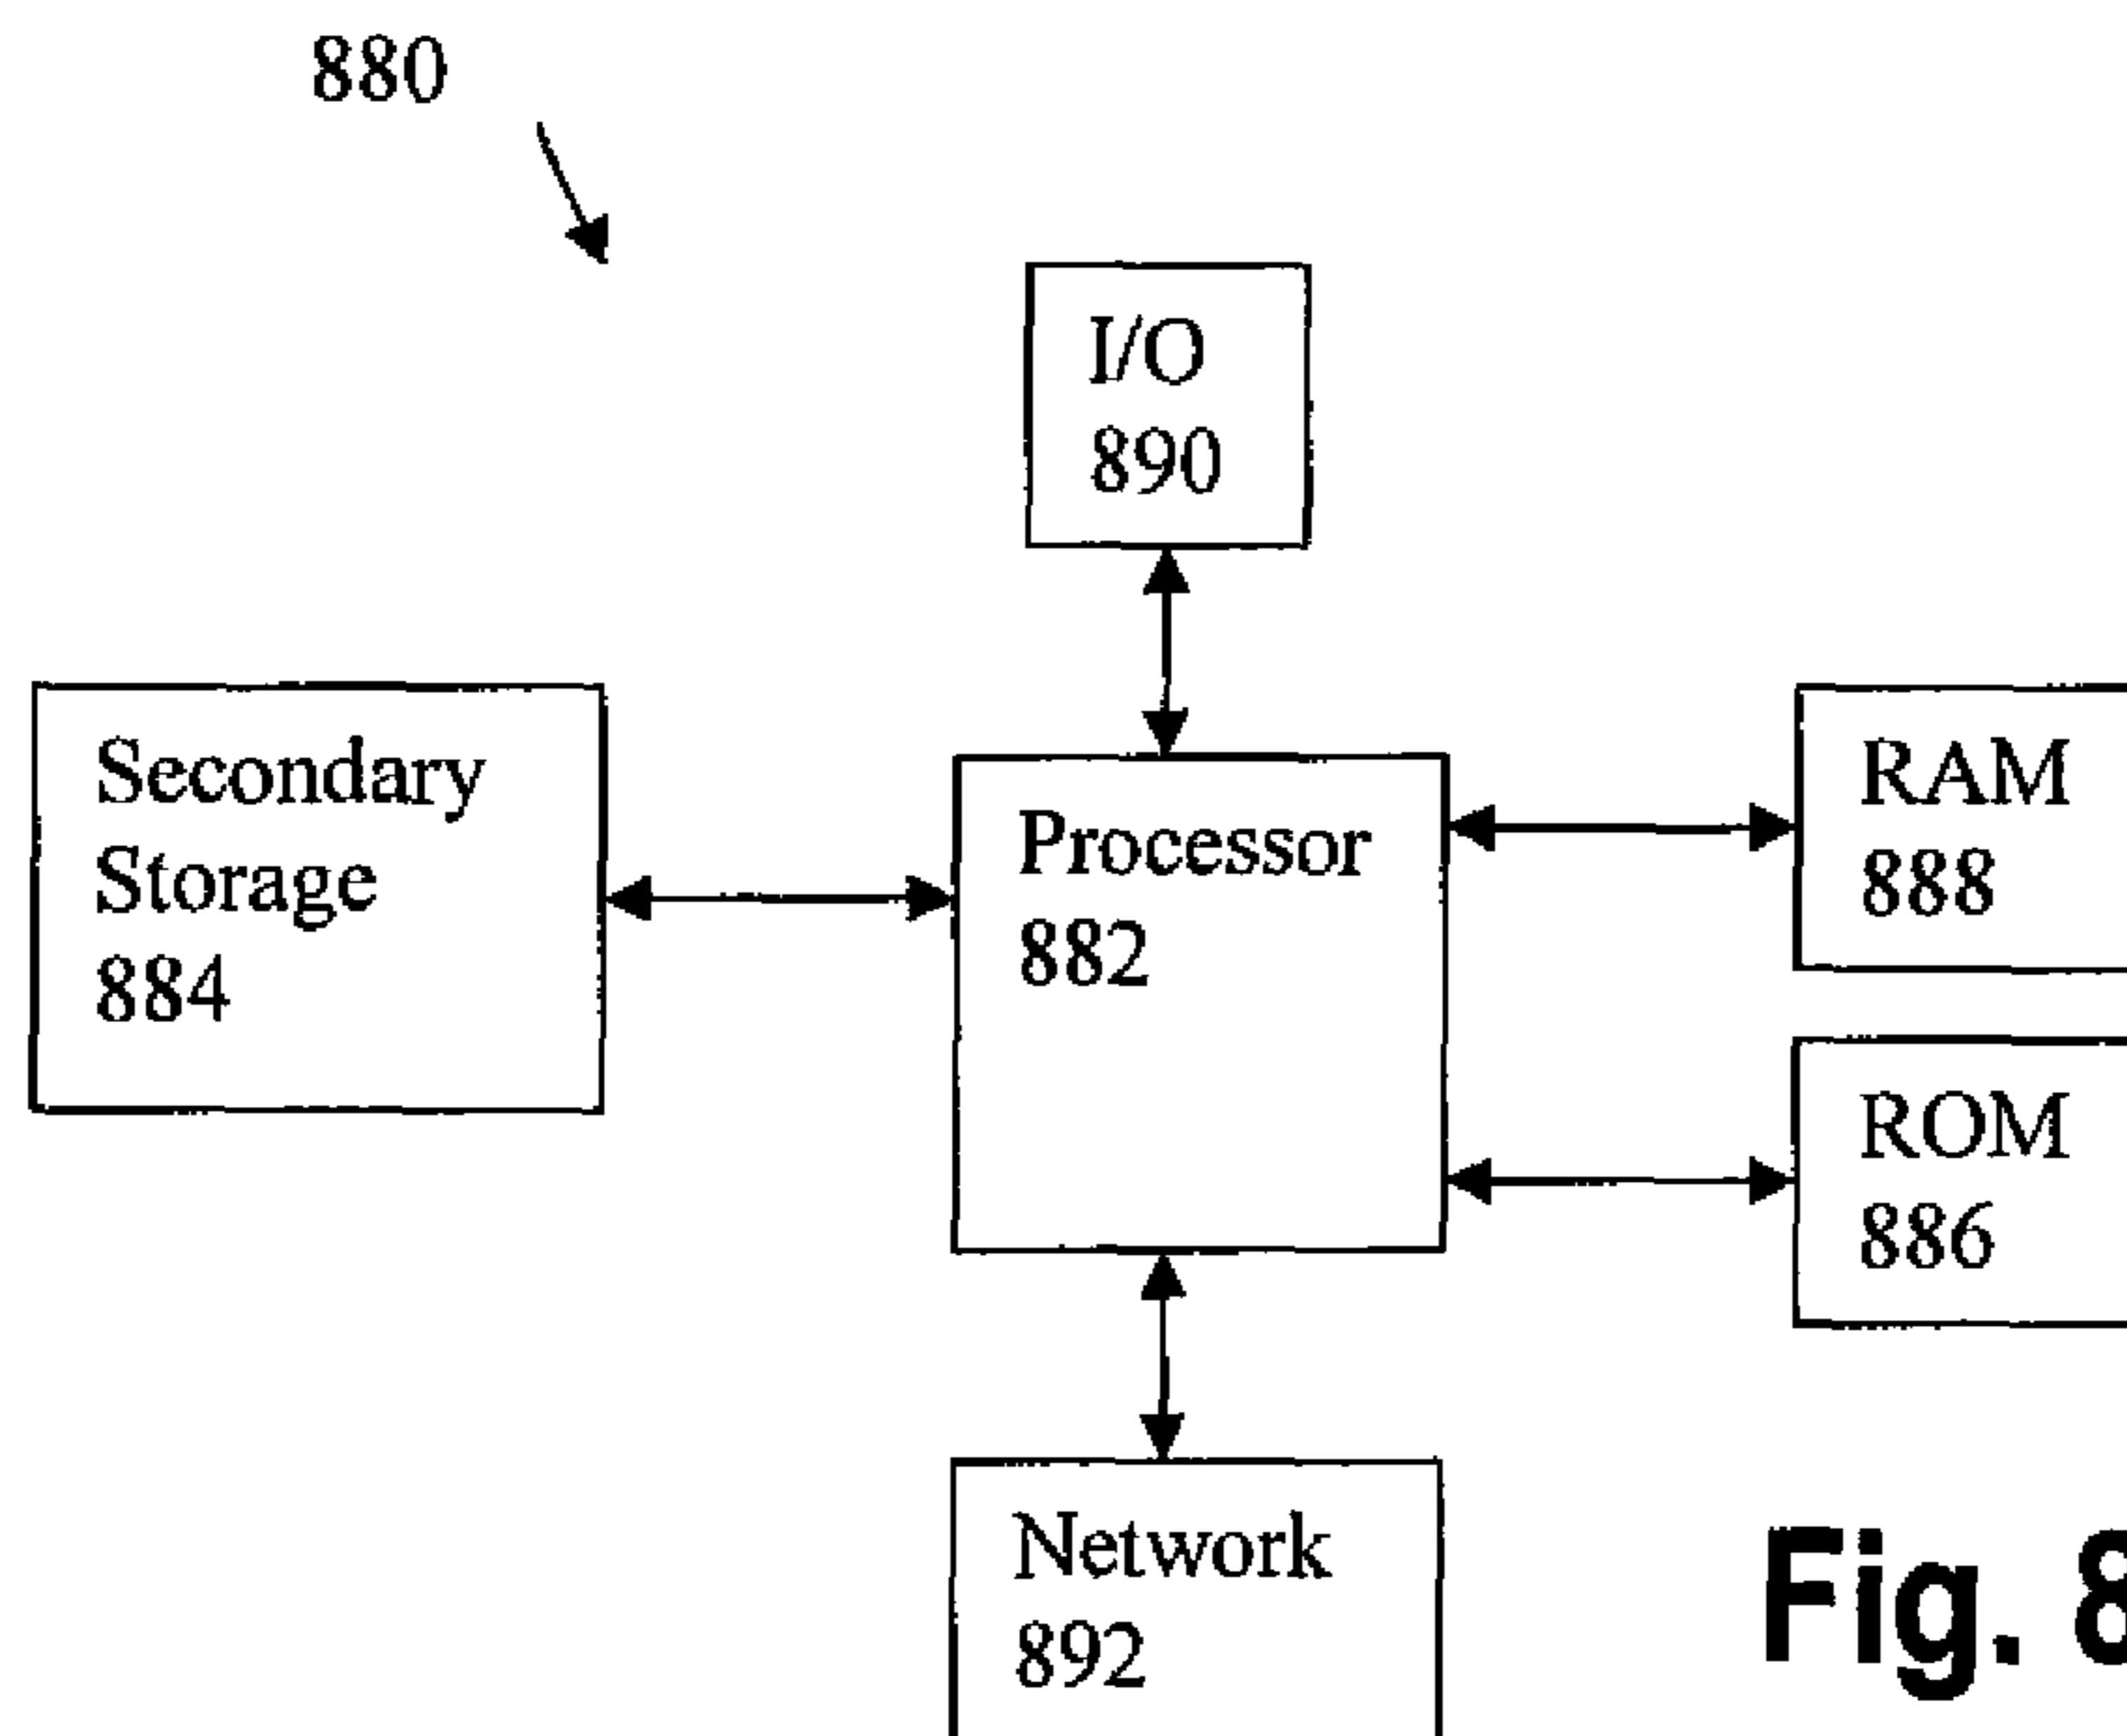 880
I/O
890
Secondary
Storage
884
Processor
882
RAM
888
ROM
886
Network
892
Fig. 8